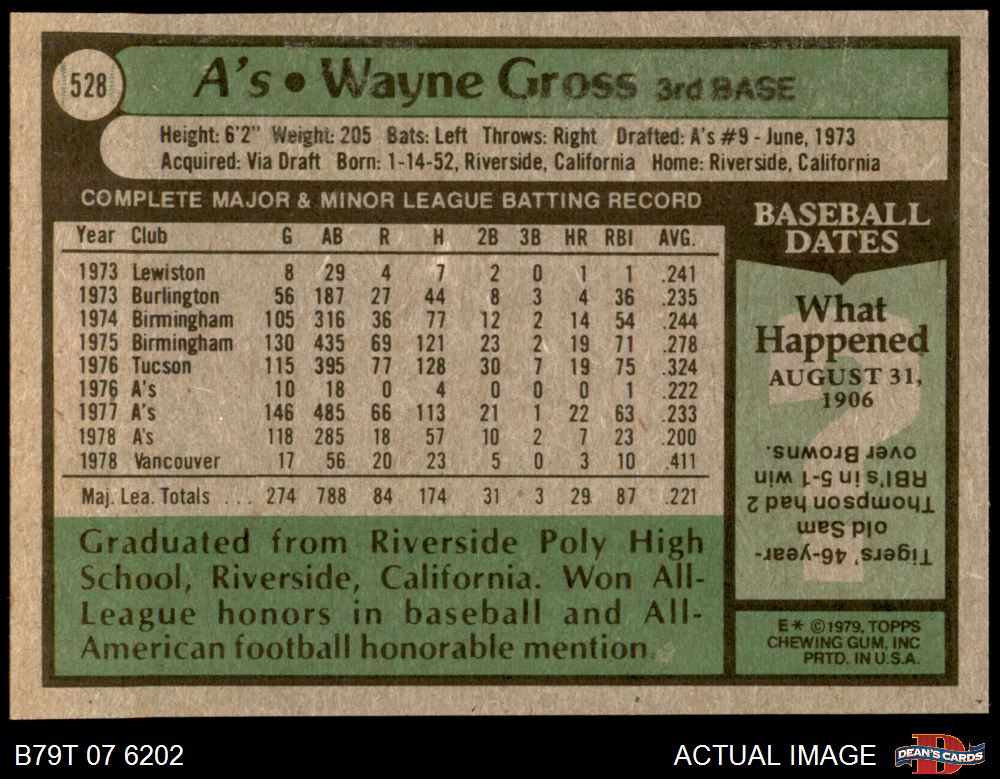 528
A's • Wayne Gross 3rd BASE
Height: 6'2" Weight: 205 Bats: Left Throws: Right Drafted: A's #9 - June, 1973
Acquired: Via Draft Born: 1-14-52, Riverside, California Home: Riverside, California
COMPLETE MAJOR & MINOR LEAGUE BATTING RECORD
Year Club G AB R H 2B 3B HR RBI AVG.
1973 Lewiston 8 29 4 7 2 0 1 1 .241
1973 Burlington 56 187 27 44 8 3 4 36 .235
1974 Birmingham 105 316 36 77 12 2 14 54 .244
1975 Birmingham 130 435 69 121 23 2 19 71 .278
1976 Tucson 115 395 77 128 30 7 19 75 .324
1976 A's 10 18 0 4 0 0 0 1 .222
1977 A's 146 485 66 113 21 1 22 63 .233
1978 A's 118 285 18 57 10 2 7 23 .200
1978 Vancouver 17 56 20 23 5 0 3 10 .411
Maj. Lea. Totals ... 274 788 84 174 31 3 29 87 .221
Graduated from Riverside Poly High
School, Riverside, California. Won All-
League honors in baseball and All-
American football honorable mention.
BASEBALL
DATES
What
Happened
AUGUST 31,
1906
?
Tigers' 46-year-
old Sam
Thompson had 2
RBI's in 5-1 win
over Browns.
E* ©1979, TOPPS
CHEWING GUM, INC
PRTD. IN U.S.A.
B79T 07 6202
ACTUAL IMAGE
D
DEAN'S CARDS